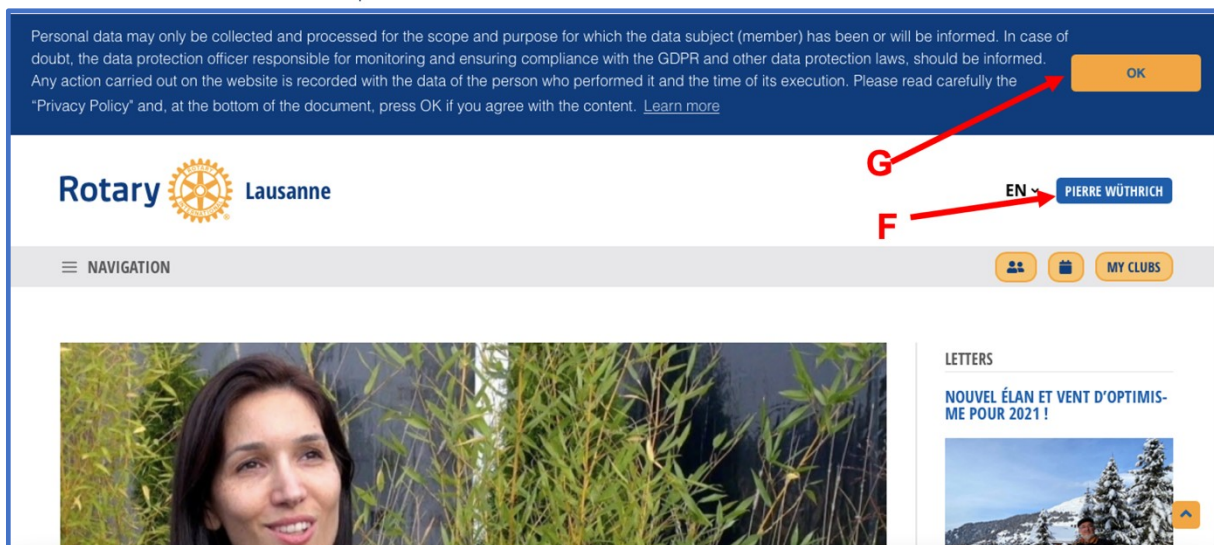 Personal data may only be collected and processed for the scope and purpose for which the data subject (member) has been or will be informed. In case of
doubt, the data protection officer responsible for monitoring and ensuring compliance with the GDPR and other data protection laws, should be informed.
Any action carried out on the website is recorded with the data of the person who performed it and the time of its execution. Please read carefully the
“Privacy Policy” and, at the bottom of the document, press OK if you agree with the content. Learn more
OK
G
Rotary
Lausanne
EN
PIERRE WÜTHRICH
F
NAVIGATION
MY CLUBS
LETTERS
NOUVEL ÉLAN ET VENT D'OPTIMIS-
ME POUR 2021 !